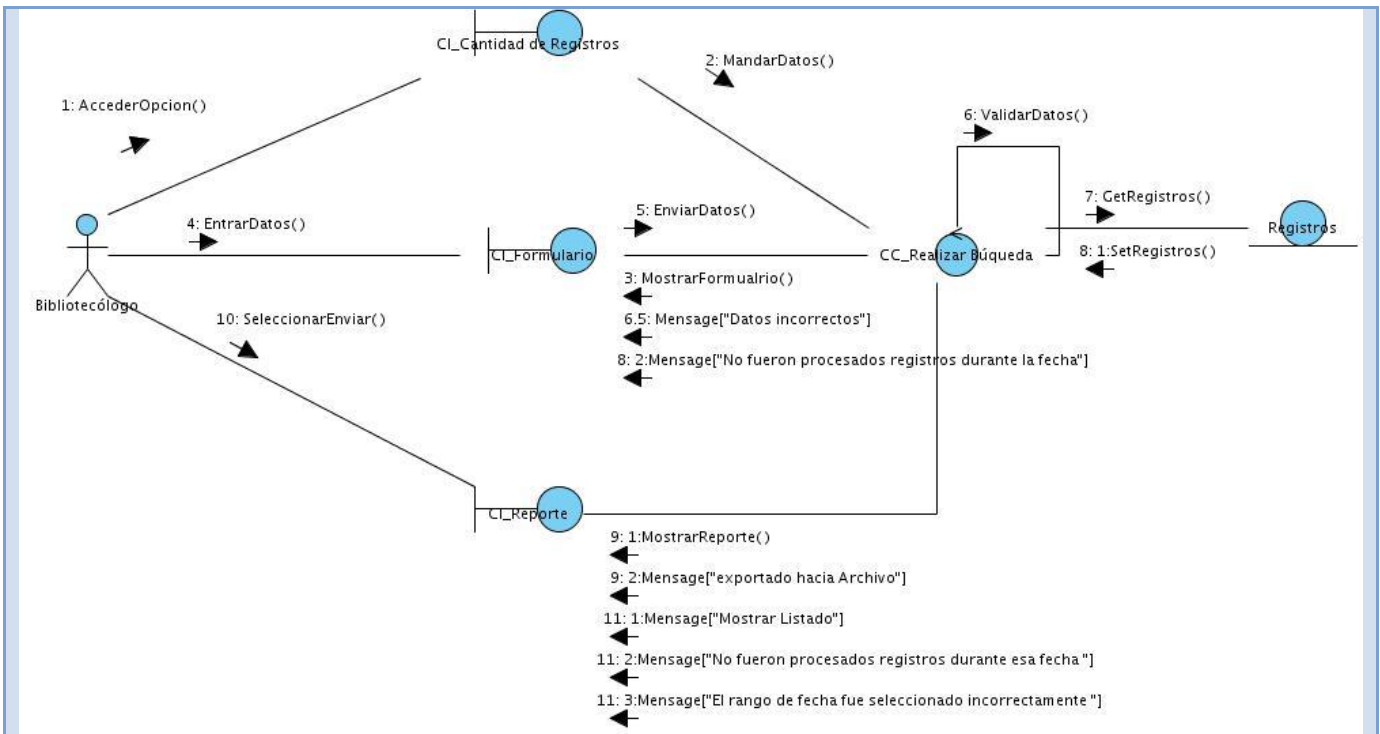 CI_Cantidad de Registros
2: MandarDatos()
1: AccederOpcion()
6: ValidarDatos()
7: GetRegistros()
5: EnviarDatos()
4: EntrarDatos()
Registros
CI_Formulario
CC_Realizar Búqueda
8: 1:SetRegistros()
3: MostrarFormualrio()
Bibliotecólogo
10: SeleccionarEnviar()
6.5: Mensage["Datos incorrectos"]
8: 2:Mensage["No fueron procesados registros durante la fecha"]
CI_Reporte
9: 1:MostrarReporte()
9: 2:Mensage["exportado hacia Archivo"]
11: 1:Mensage["Mostrar Listado"]
11: 2:Mensage["No fueron procesados registros durante esa fecha "]
11: 3:Mensage["El rango de fecha fue seleccionado incorrectamente "]